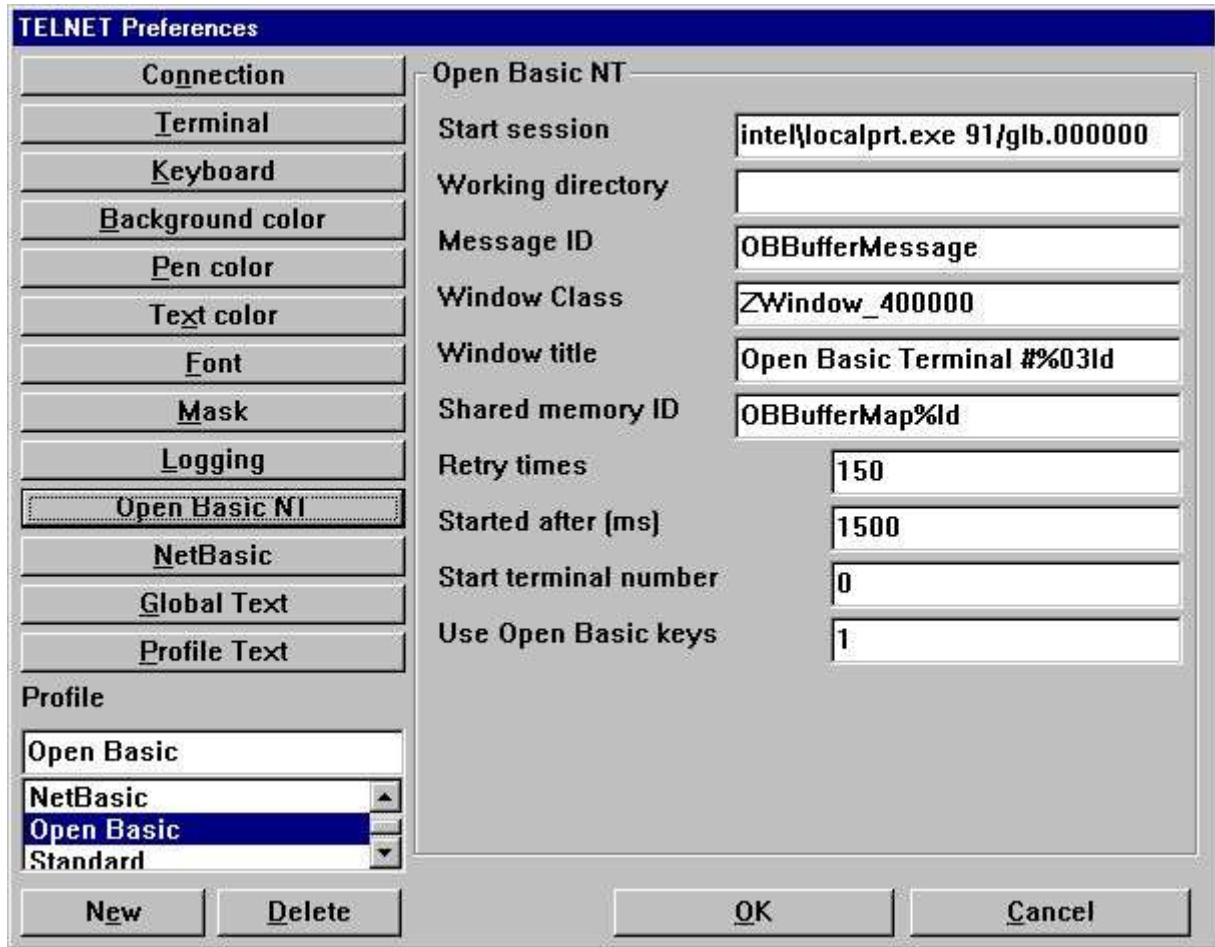 TELNET Preferences
Connection
Terminal
Keyboard
Background color
Pen color
Text color
Font
Mask
Logging
Open Basic NT
NetBasic
Global Text
Profile Text
Profile
Open Basic
NetBasic
Open Basic
Standard
New
Delete
Open Basic NT
Start session
intel\localprt.exe 91/glb.000000
Working directory
Message ID
OBBufferMessage
Window Class
ZWindow_400000
Window title
Open Basic Terminal #%03ld
Shared memory ID
OBBufferMap%ld
Retry times
150
Started after (ms)
1500
Start terminal number
0
Use Open Basic keys
1
OK
Cancel